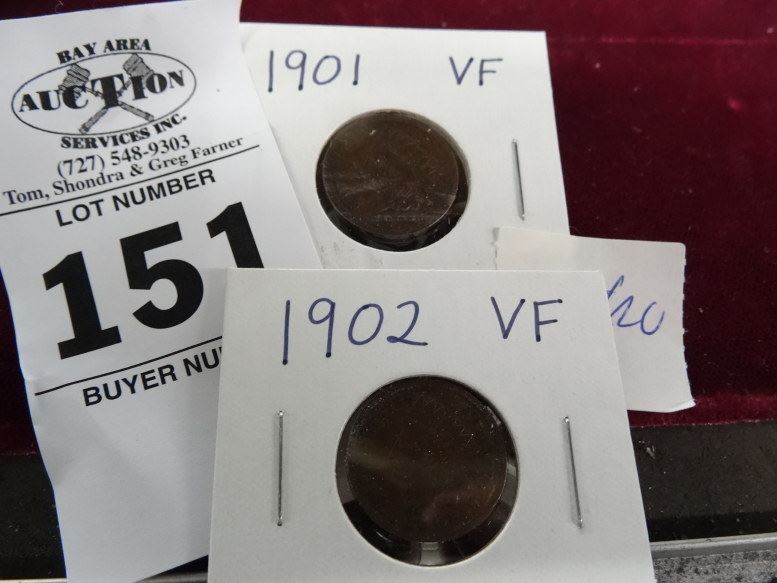 BAY AREA
AUCTION
SERVICES INC.
(727) 548-9303
Tom, Shondra & Greg Farner
LOT NUMBER
151
BUYER
1901 VF
1902 VF